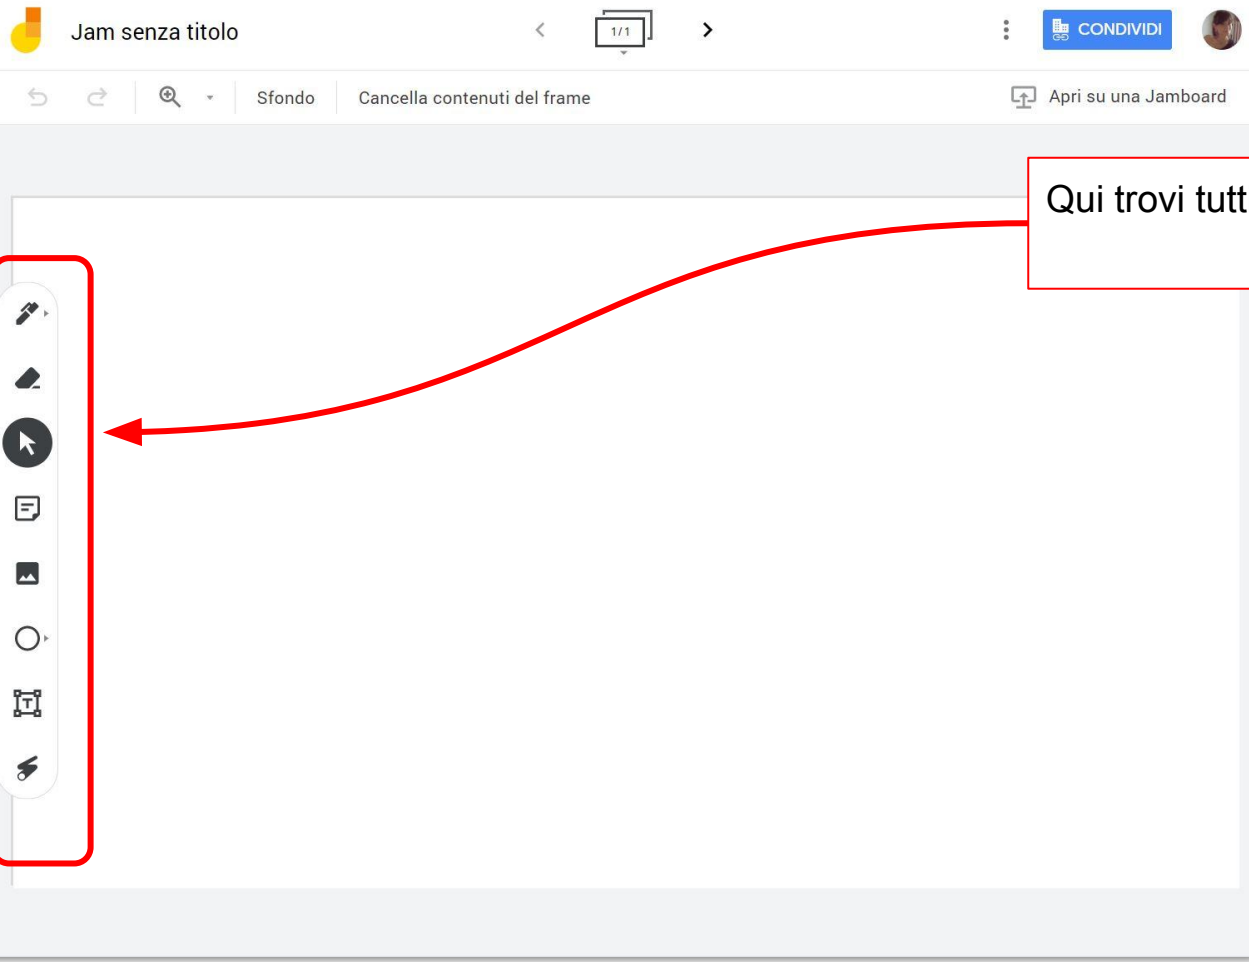 Jam senza titolo
1/1
CONDIVIDI
Sfondo
Cancella contenuti del frame
Apri su una Jamboard
Qui trovi tutt
T